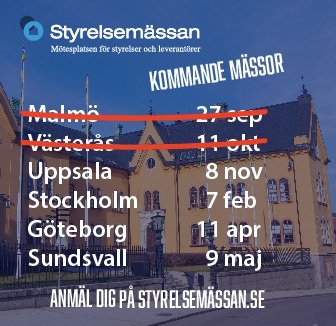 Styrelsemässan
Mötesplatsen för styrelser och leverantörer
KOMMANDE MÄSSOR
Malmö 27 sep
Västerås 11 okt
Uppsala 8 nov
Stockholm 7 feb
Göteborg 11 apr
Sundsvall 9 maj
ANMÄL DIG PÅ STYRELSEMÄSSAN.SE